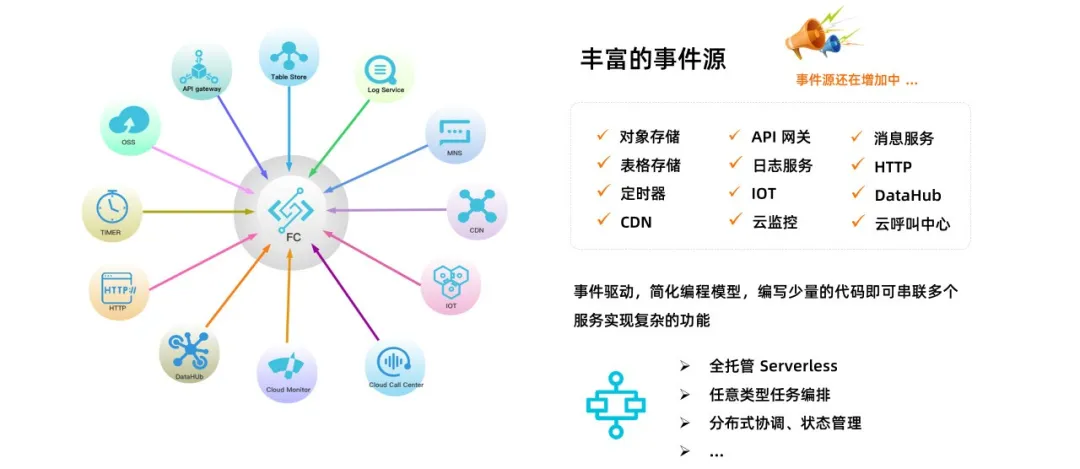 Table Store
API gateway
Log Service
OSS
MNS
TIMER
FC
CDN
HTTP://
HTTP
IOT
DataHUb
Cloud Monitor
Cloud Call Center
丰富的事件源
事件源还在增加中 ...
对象存储 API 网关 消息服务
表格存储 日志服务 HTTP
定时器 IOT DataHub
CDN 云监控 云呼叫中心
事件驱动，简化编程模型，编写少量的代码即可串联多个
服务实现复杂的功能
全托管 Serverless
任意类型任务编排
分布式协调、状态管理
...